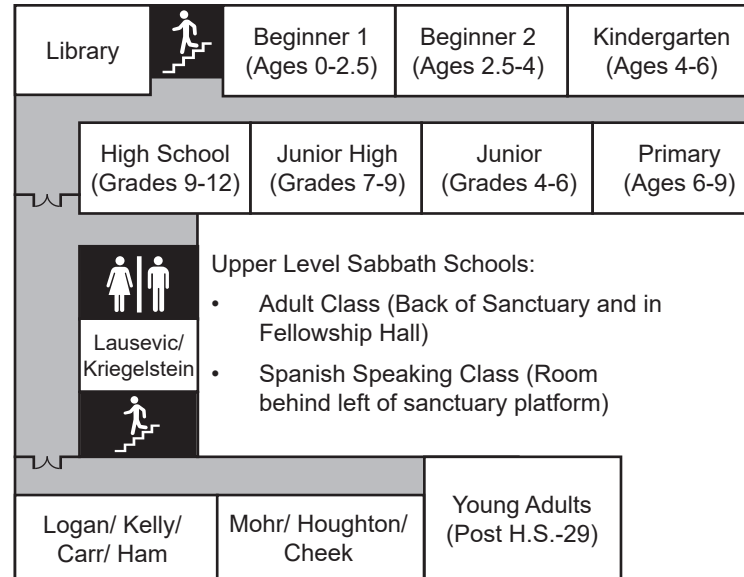 Library
Beginner 1
(Ages 0-2.5)
Beginner 2
(Ages 2.5-4)
Kindergarten
(Ages 4-6)
High School
(Grades 9-12)
Junior High
(Grades 7-9)
Junior
(Grades 4-6)
Primary
(Ages 6-9)
Upper Level Sabbath Schools:
• Adult Class (Back of Sanctuary and in
Fellowship Hall)
• Spanish Speaking Class (Room
behind left of sanctuary platform)
Lausevic/
Kriegelstein
Logan/ Kelly/
Carr/ Ham
Mohr/ Houghton/
Cheek
Young Adults
(Post H.S.-29)